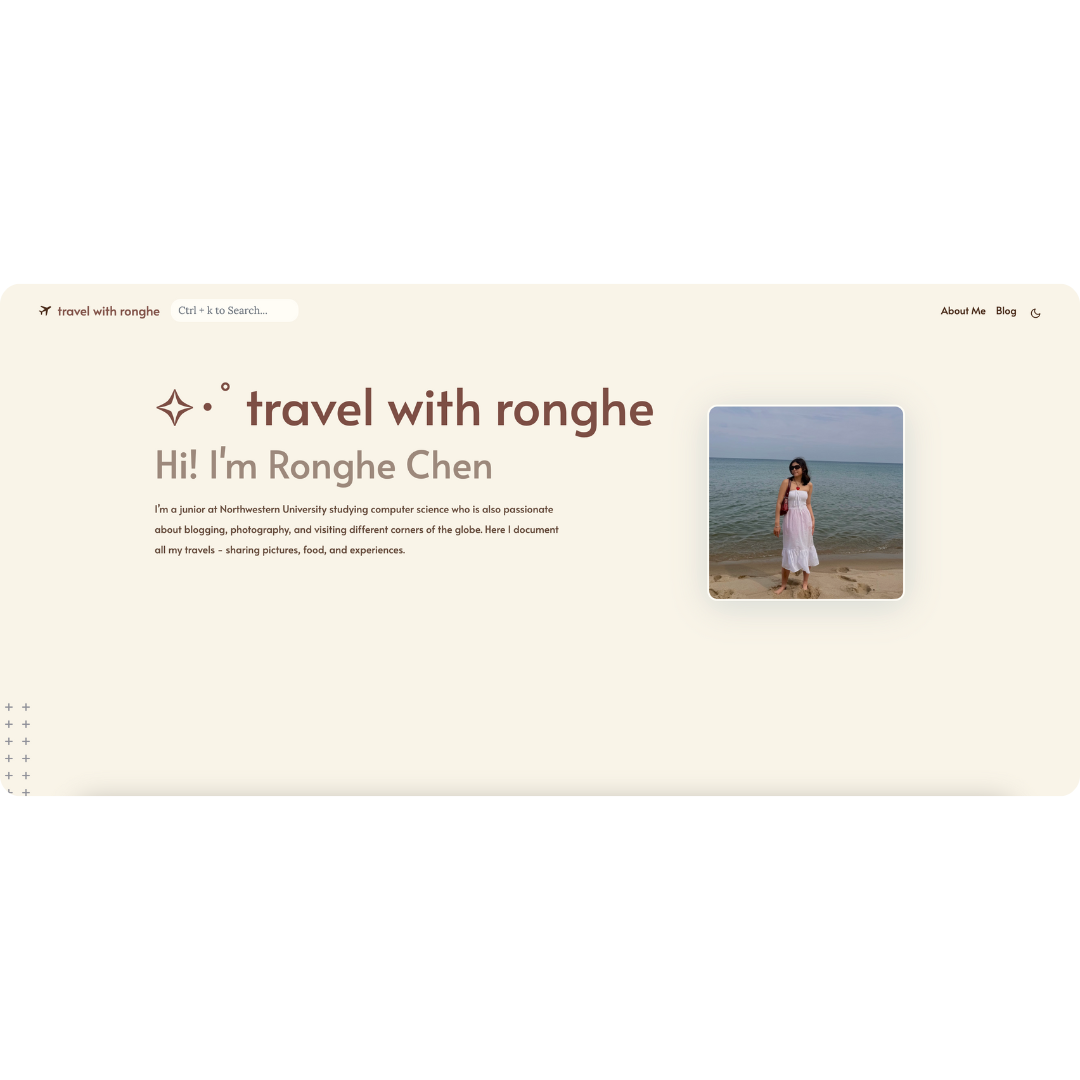 travel with ronghe
Ctrl + k to Search...
About Me
Blog
travel with ronghe
Hi! I'm Ronghe Chen
I'm a junior at Northwestern University studying computer science who is also passionate
about blogging, photography, and visiting different corners of the globe. Here I document
all my travels - sharing pictures, food, and experiences.